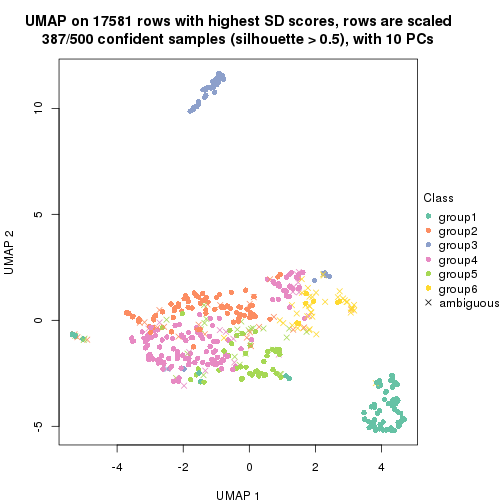 UMAP on 17581 rows with highest SD scores, rows are scaled
387/500 confident samples (silhouette > 0.5), with 10 PCs
10
5
0
-5
UMAP 2
-4
-2
0
2
4
UMAP 1
Class
group1
group2
group3
group4
group5
group6
ambiguous